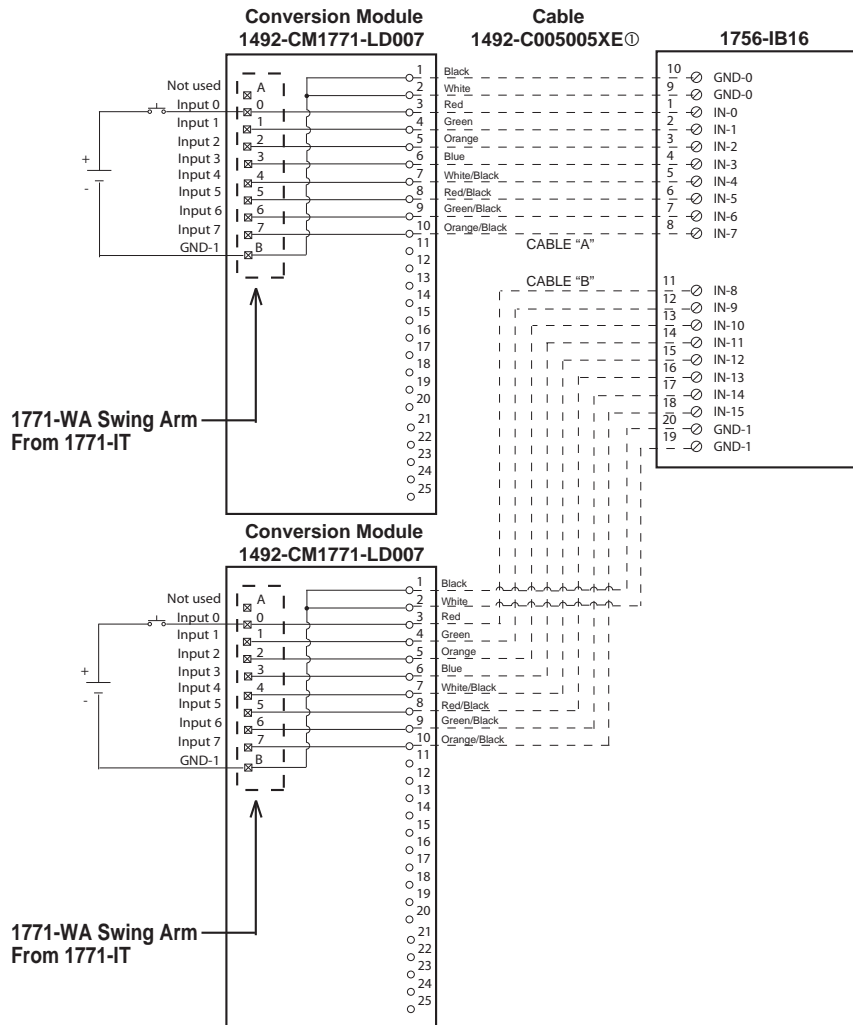 Conversion Module
1492-CM1771-LD007
Cable
1492-C005005XE①
1756-IB16
Not used
Input 0
Input 1
Input 2
Input 3
Input 4
Input 5
Input 6
Input 7
GND-1
+
-
A
0
1
2
3
4
5
6
7
B
1 Black
2 White
3 Red
4 Green
5 Orange
6 Blue
7 White/Black
8 Red/Black
9 Green/Black
10 Orange/Black
11
12
13
14
15
16
17
18
19
20
21
22
23
24
25
CABLE “A”
CABLE “B”
10 GND-0
9 GND-0
1 IN-0
2 IN-1
3 IN-2
4 IN-3
5 IN-4
6 IN-5
7 IN-6
8 IN-7
11 IN-8
12 IN-9
13 IN-10
14 IN-11
15 IN-12
16 IN-13
17 IN-14
18 IN-15
20 GND-1
19 GND-1
1771-WA Swing Arm
From 1771-IT
Conversion Module
1492-CM1771-LD007
Not used
Input 0
Input 1
Input 2
Input 3
Input 4
Input 5
Input 6
Input 7
GND-1
+
-
A
0
1
2
3
4
5
6
7
B
1 Black
2 White
3 Red
4 Green
5 Orange
6 Blue
7 White/Black
8 Red/Black
9 Green/Black
10 Orange/Black
11
12
13
14
15
16
17
18
19
20
21
22
23
24
25
1771-WA Swing Arm
From 1771-IT